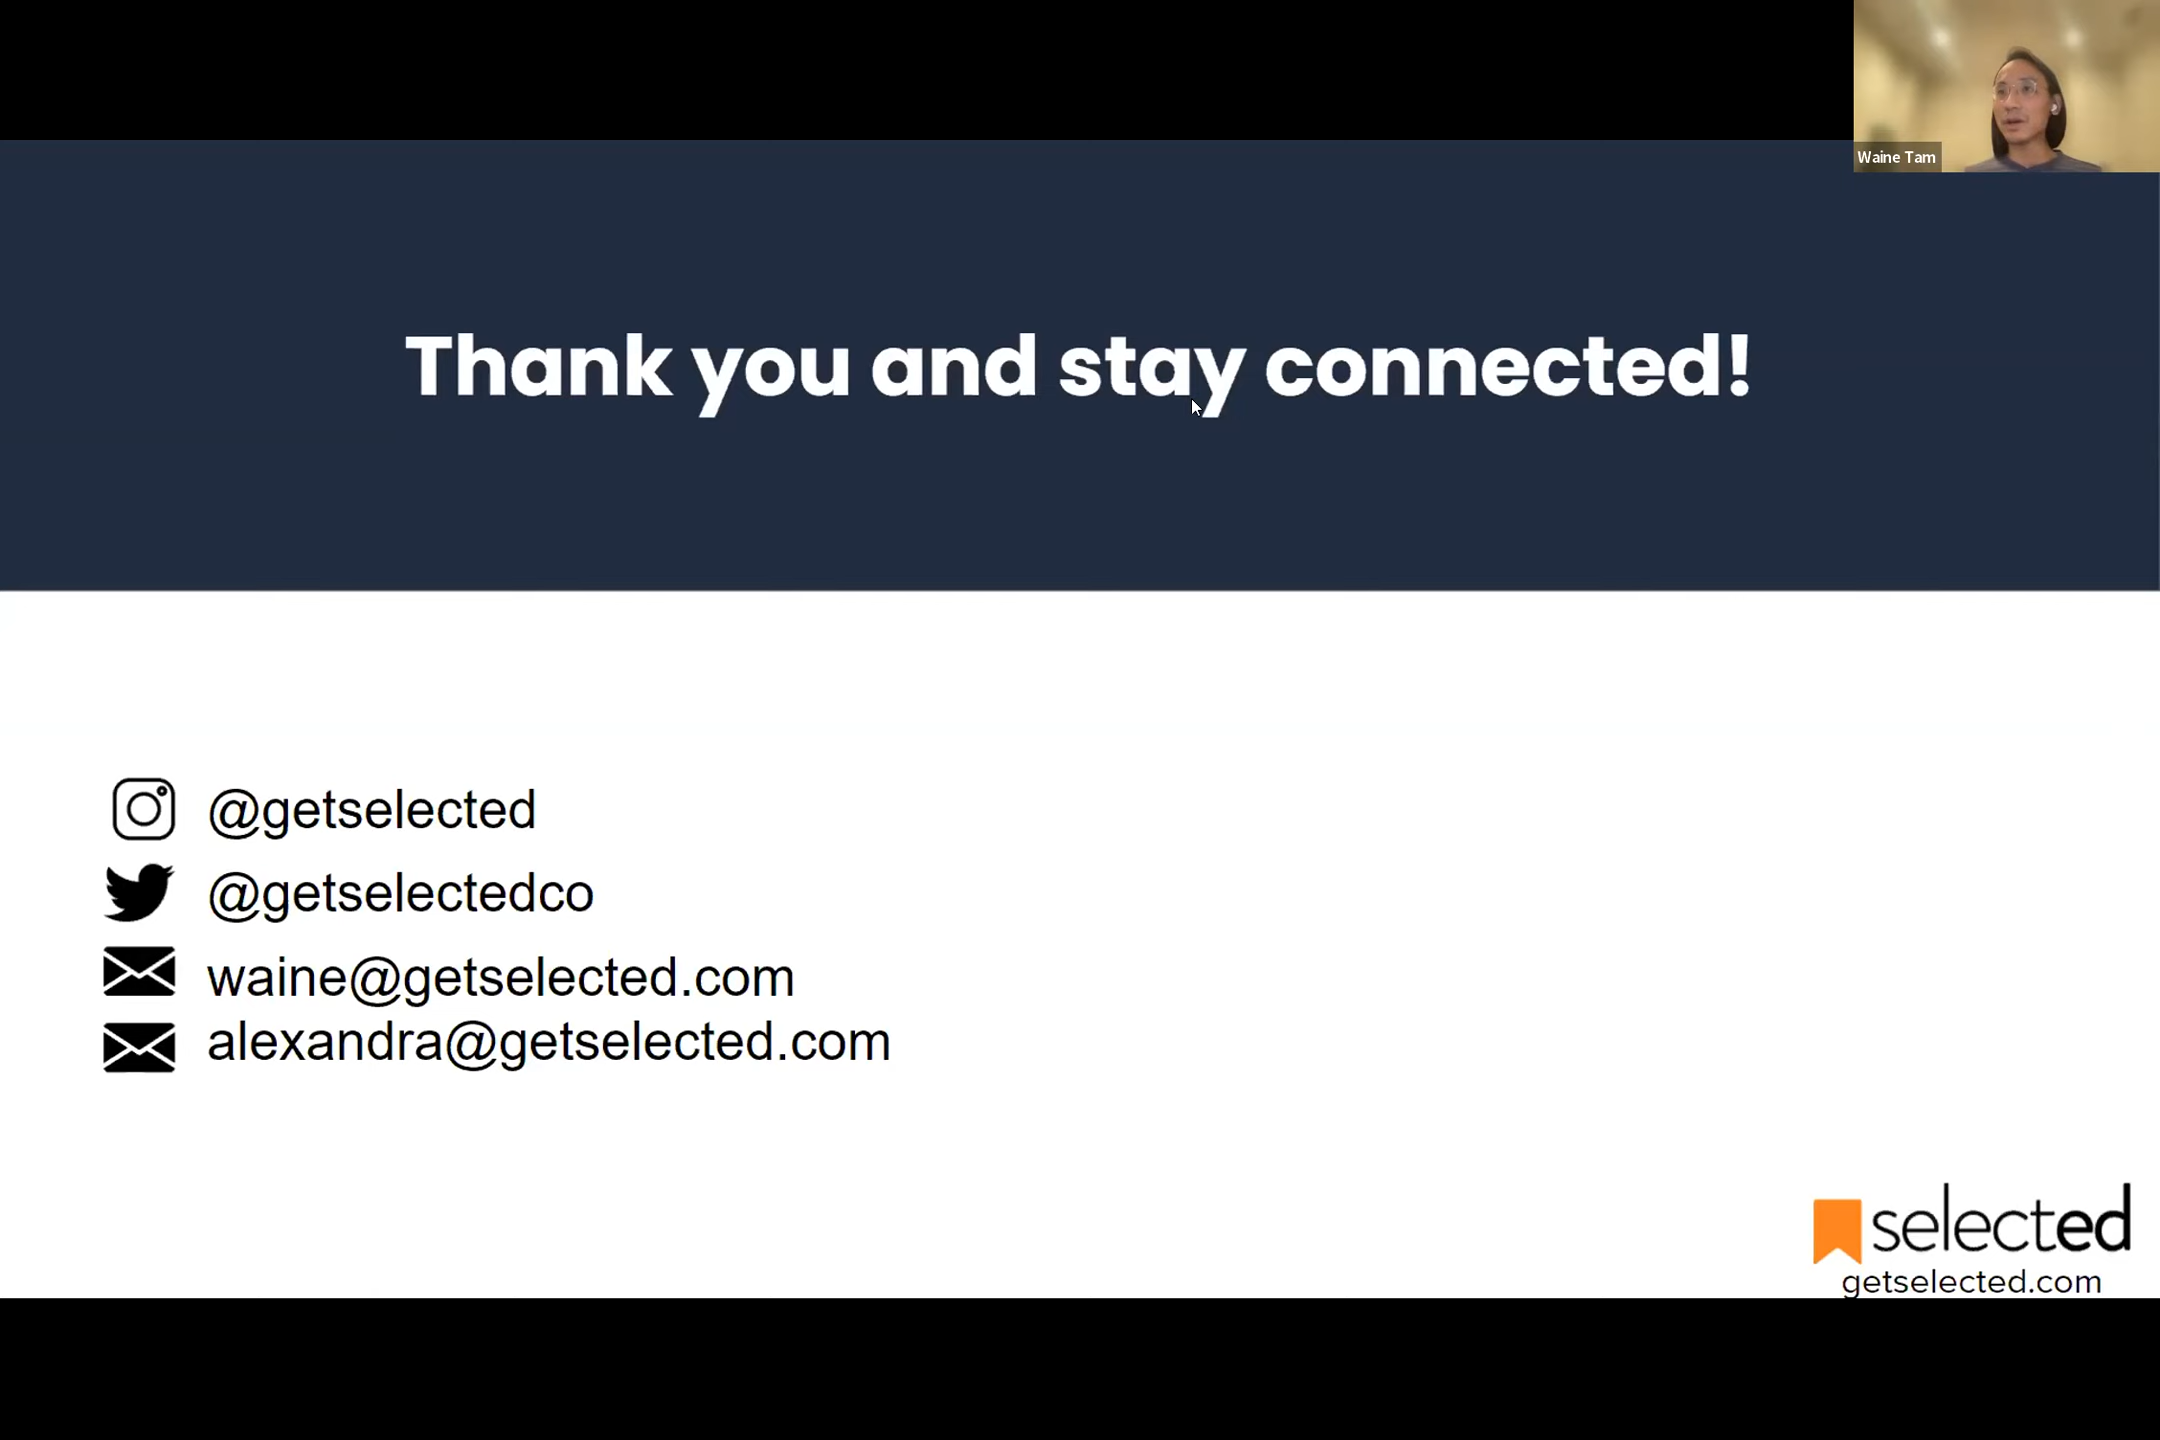 Waine Tam
Thank you and stay connected!
@getselected
@getselectedco
waine@getselected.com
alexandra@getselected.com
selected
getselected.com